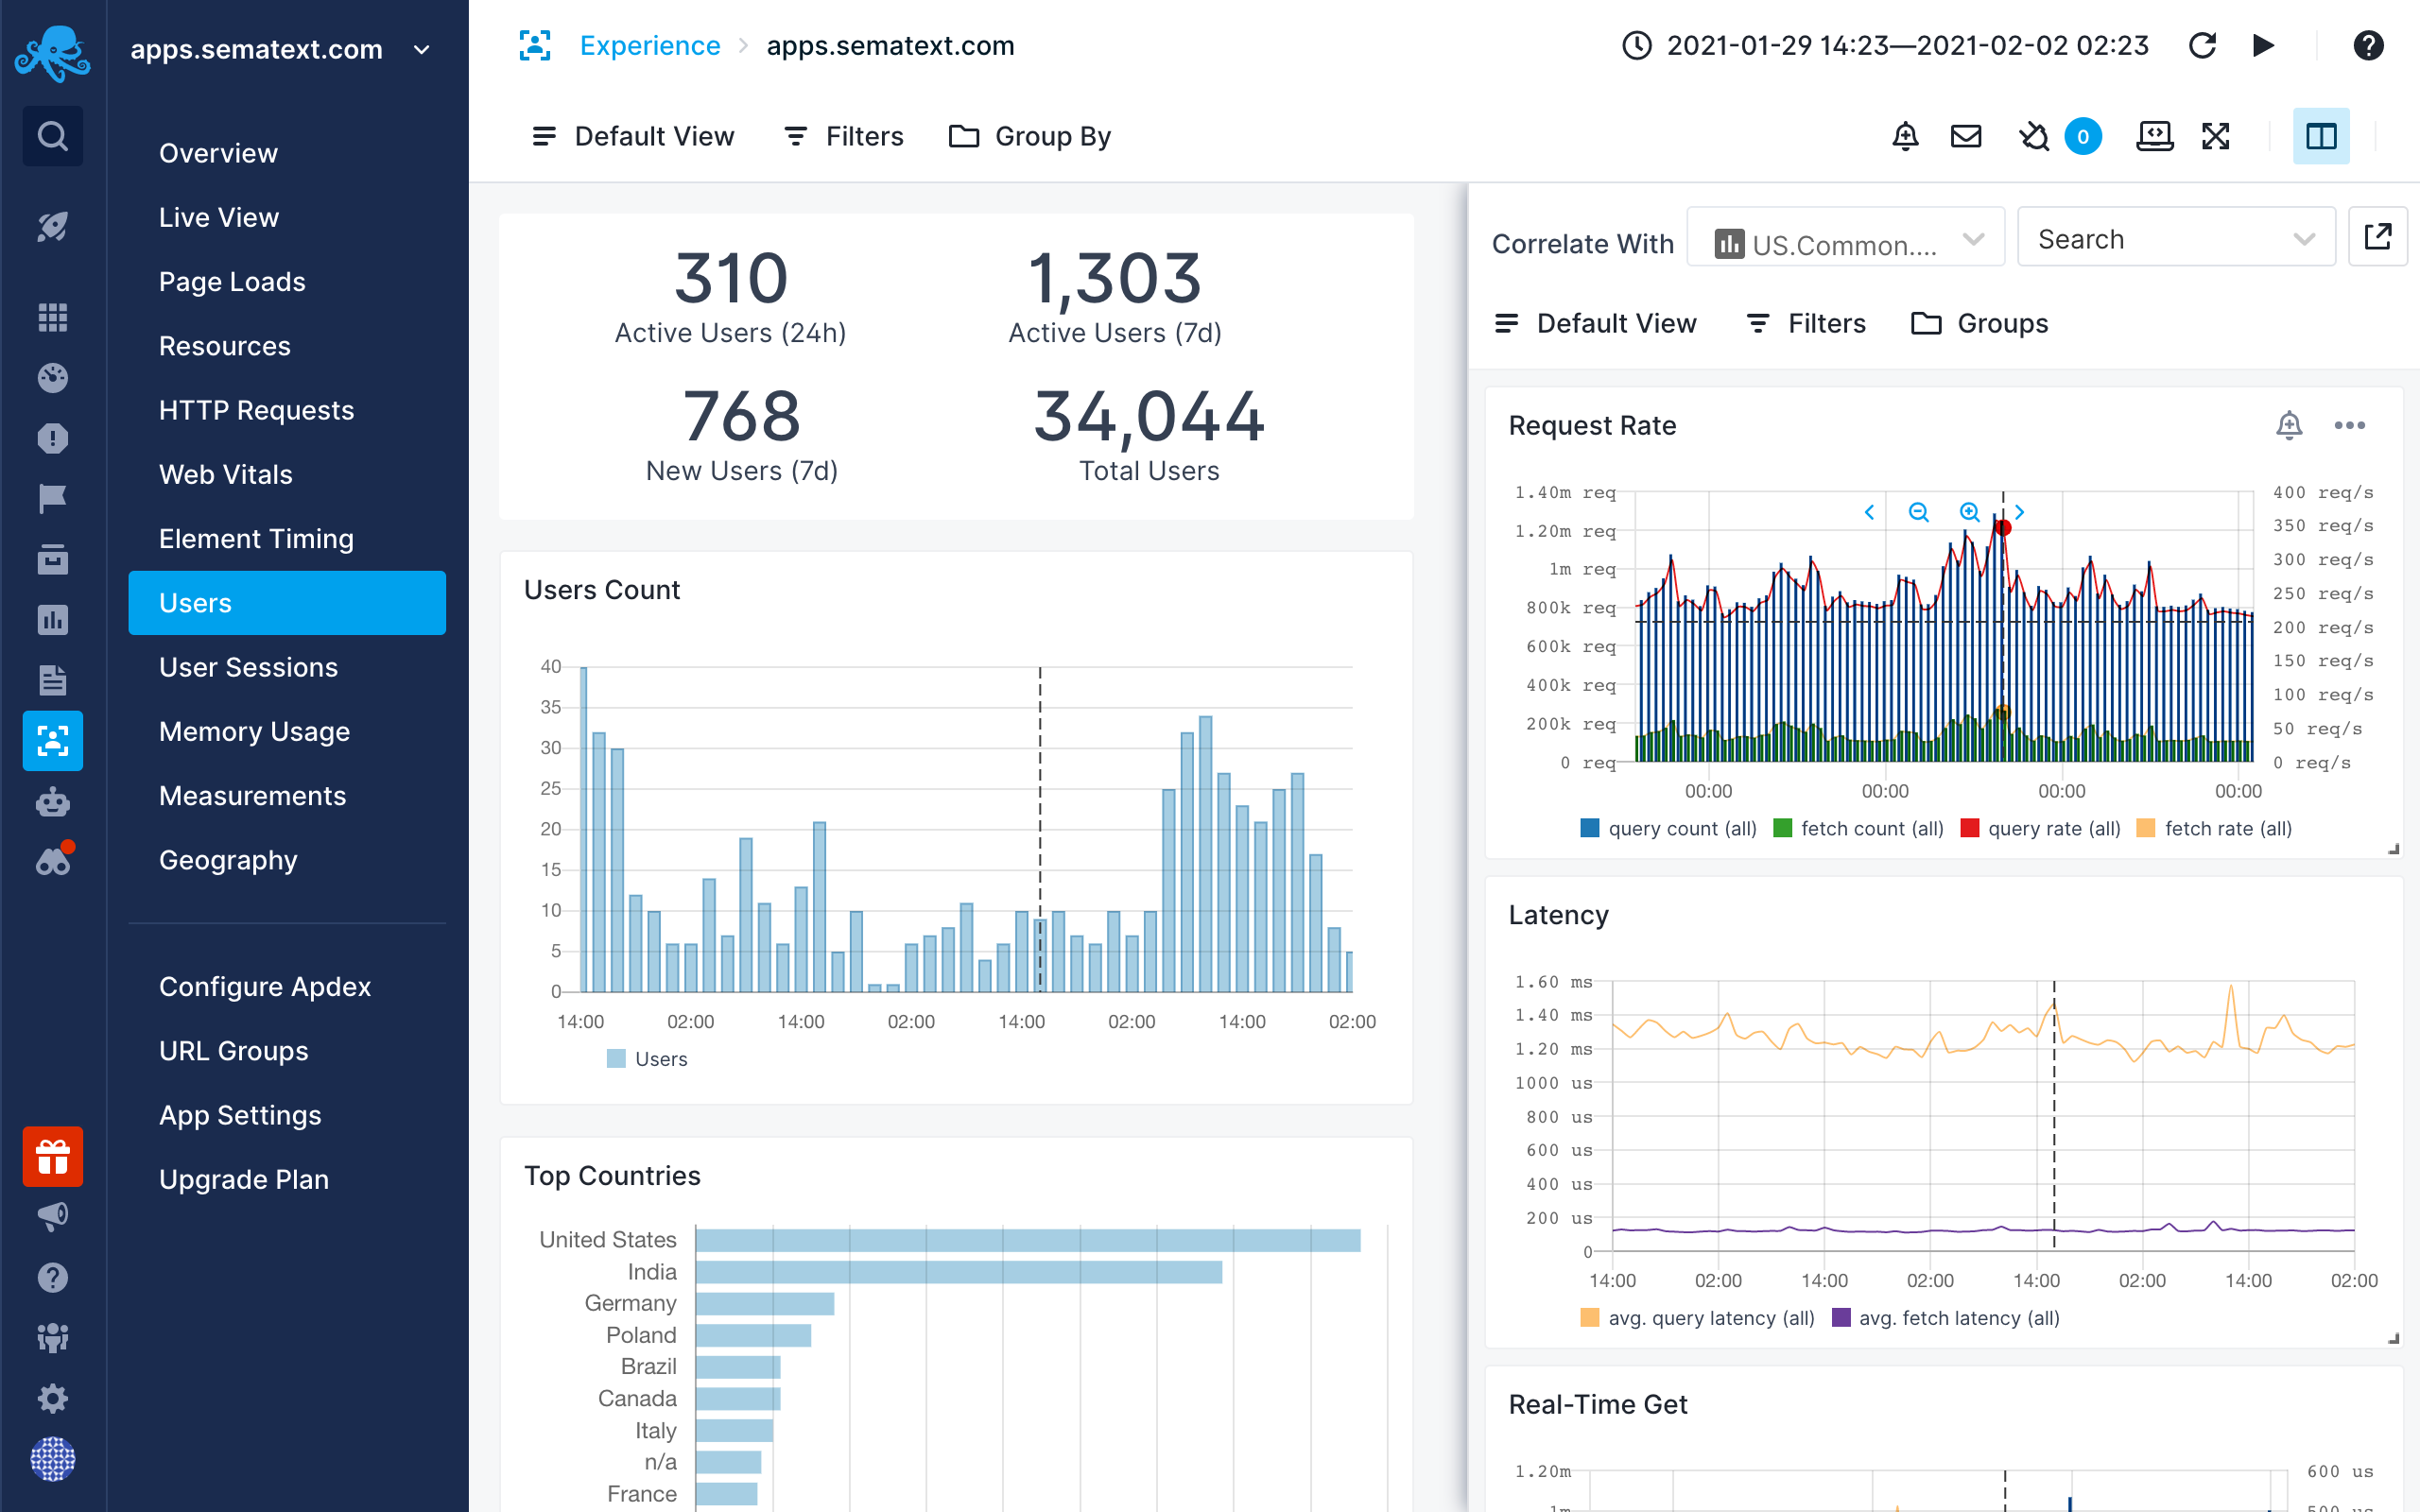 apps.sematext.com
Overview
Live View
Page Loads
Resources
HTTP Requests
Web Vitals
Element Timing
Users
User Sessions
Memory Usage
Measurements
Geography
Configure Apdex
URL Groups
App Settings
Upgrade Plan
Experience apps.sematext.com
2021-01-29 14:23—2021-02-02 02:23
Default View Filters Group By
0
310 1,303
Active Users (24h) Active Users (7d)
768 34,044
New Users (7d) Total Users
Users Count
40
35
30
25
20
15
10
5
0
14:00 02:00 14:00 02:00 14:00 02:00 14:00 02:00
Users
Top Countries
United States
India
Germany
Poland
Brazil
Canada
Italy
n/a
France
Correlate With US.Common.... Search
Default View Filters Groups
Request Rate
1.40m req 400 req/s
1.20m req 350 req/s
1m req 300 req/s
800k req 250 req/s
600k req 200 req/s
400k req 150 req/s
200k req 100 req/s
0 req 50 req/s
0 req/s
00:00 00:00 00:00 00:00
query count (all) fetch count (all) query rate (all) fetch rate (all)
Latency
1.60 ms
1.40 ms
1.20 ms
1000 us
800 us
600 us
400 us
200 us
0
14:00 02:00 14:00 02:00 14:00 02:00 14:00 02:00
avg. query latency (all) avg. fetch latency (all)
Real-Time Get
1.20m 600 us